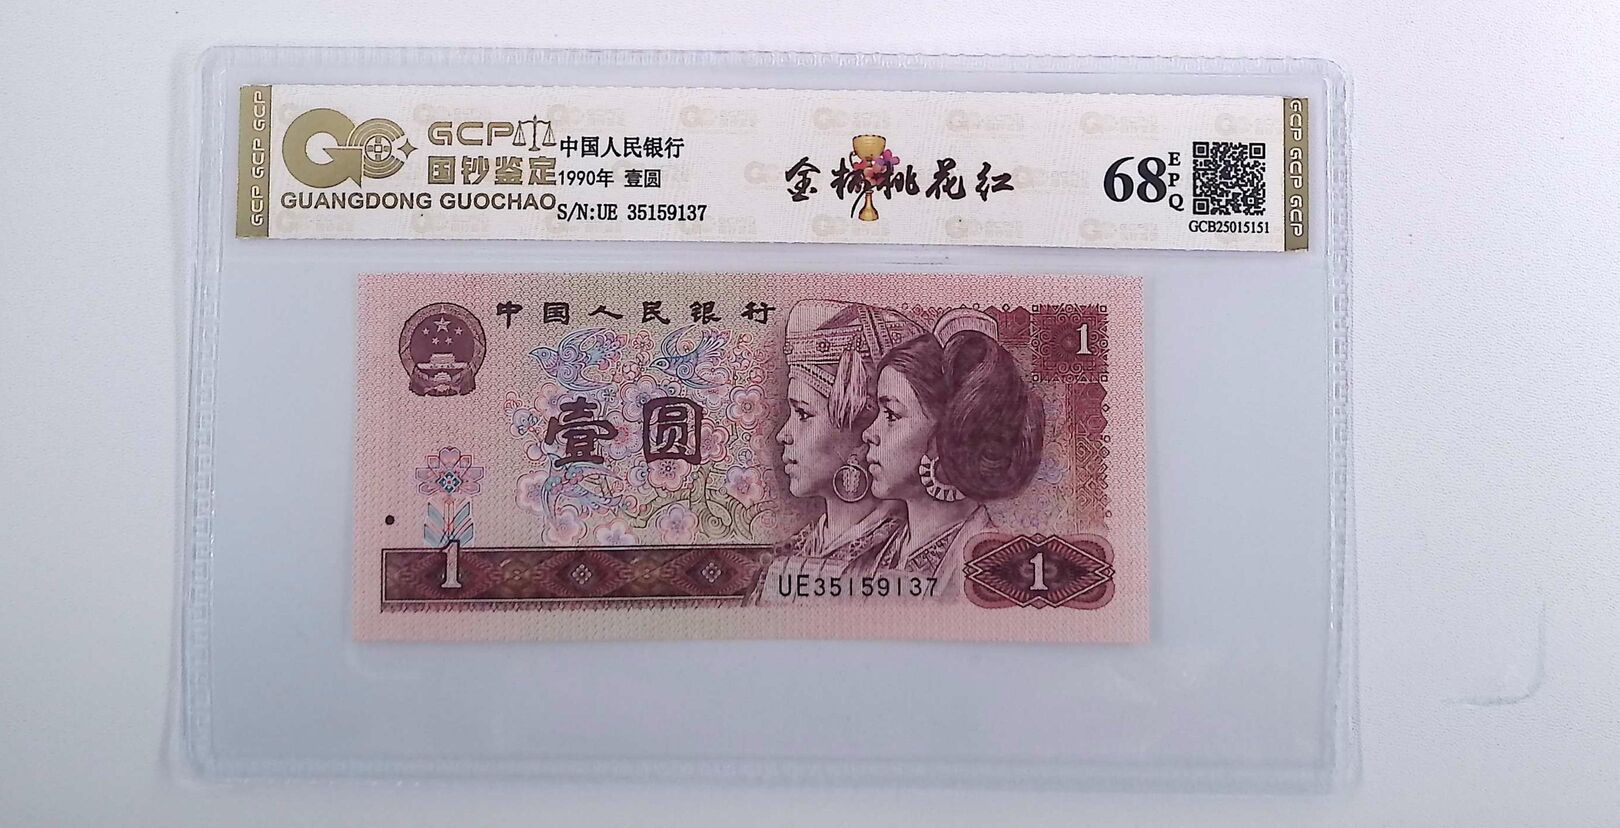 GCP GCP GCP
GCP
国钞鉴定
GUANGDONG GUOCHAO
中国人民银行
1990年 壹圆
S/N:UE 35159137
金杯桃花红
68
EPQ
GCB25015151
GCP GCP GCP
中国人民银行
1
壹圆
1
UE35159137
1